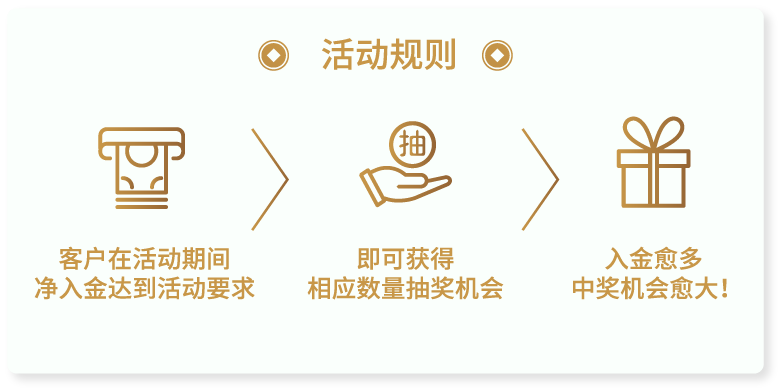 活动规则
抽
客户在活动期间
净入金达到活动要求
即可获得
相应数量抽奖机会
入金愈多
中奖机会愈大！